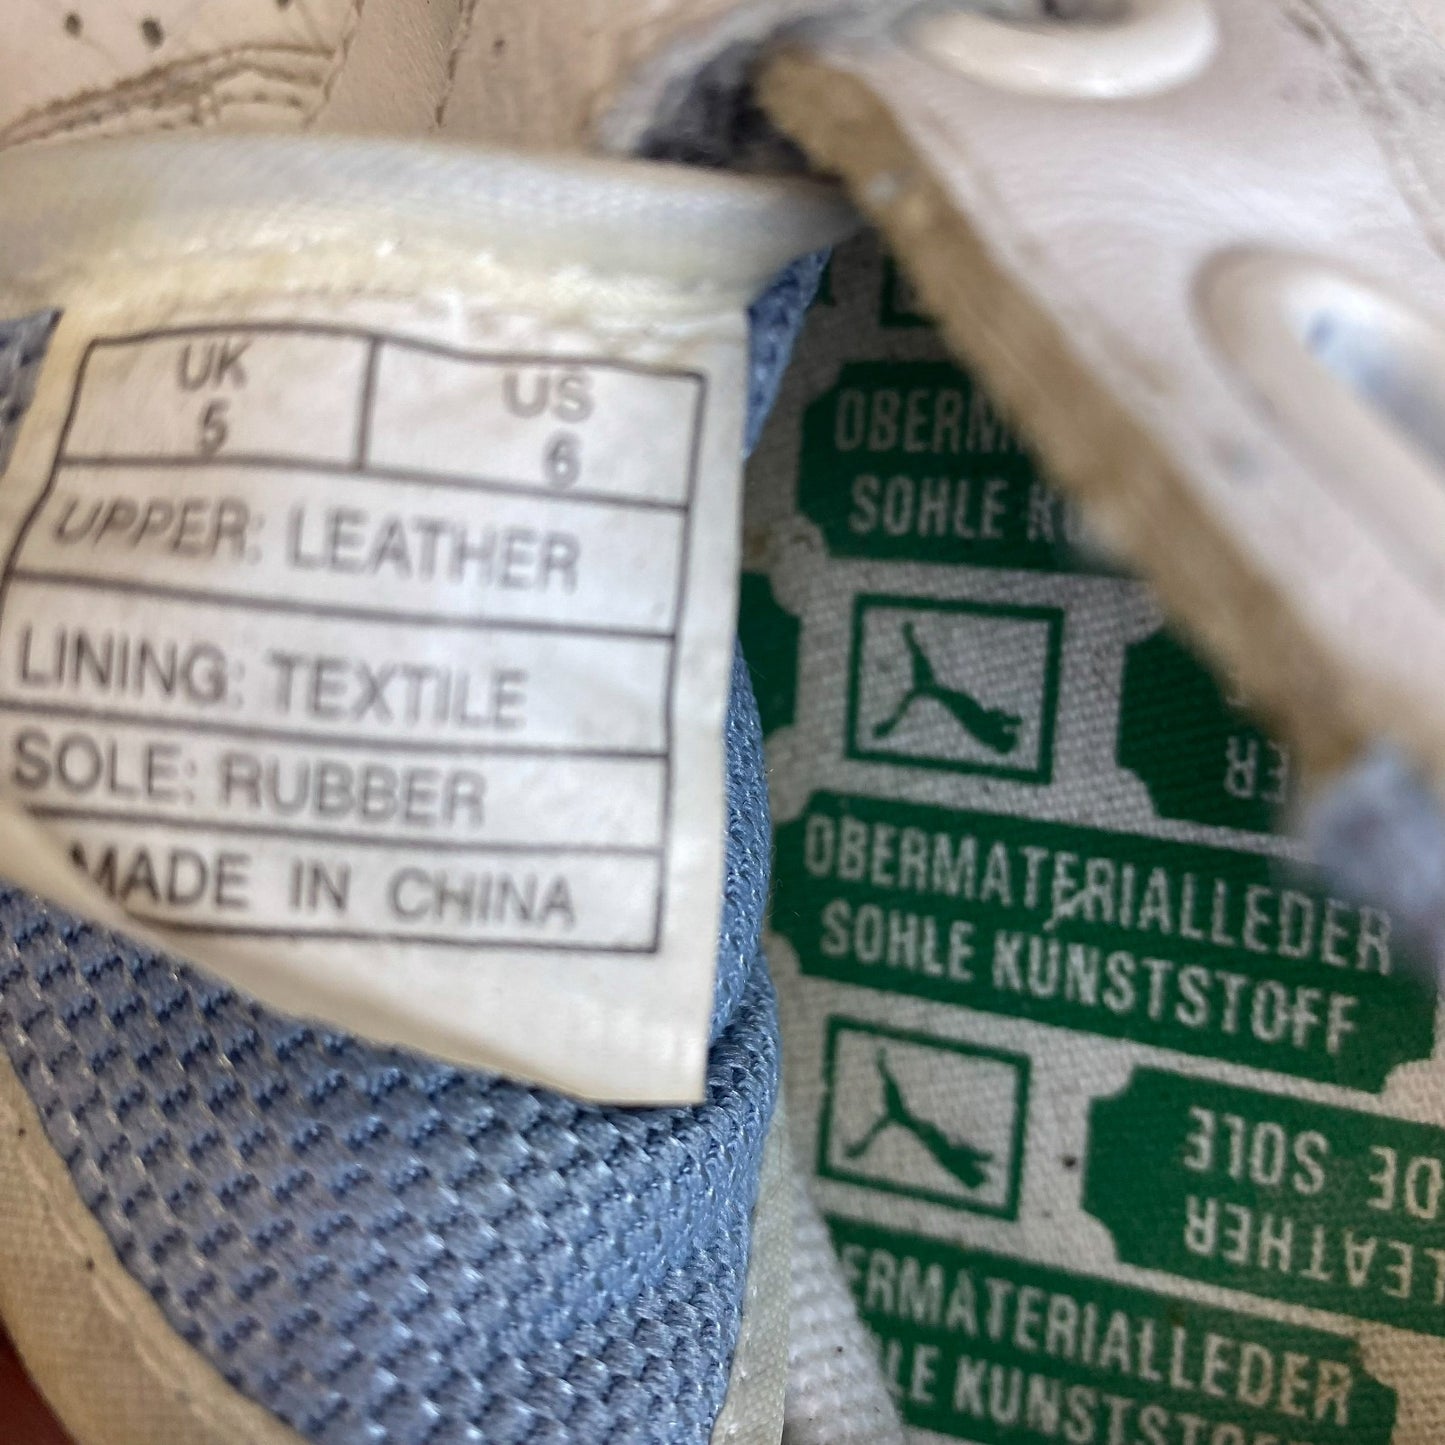 UK US
5 6
UPPER: LEATHER
LINING: TEXTILE
SOLE: RUBBER
MADE IN CHINA
SOHLE
OBERMATERIALLEDER
SOHLE KUNSTSTOFF
SOLE
LEATHER
KUNSTSTOFF